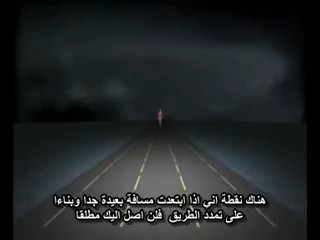 هناك نقطة اني اذا ابتعدت مسافة بعيدة جدا وبناءا
على تمدد الطريق فلن اصل اليك مطلقا